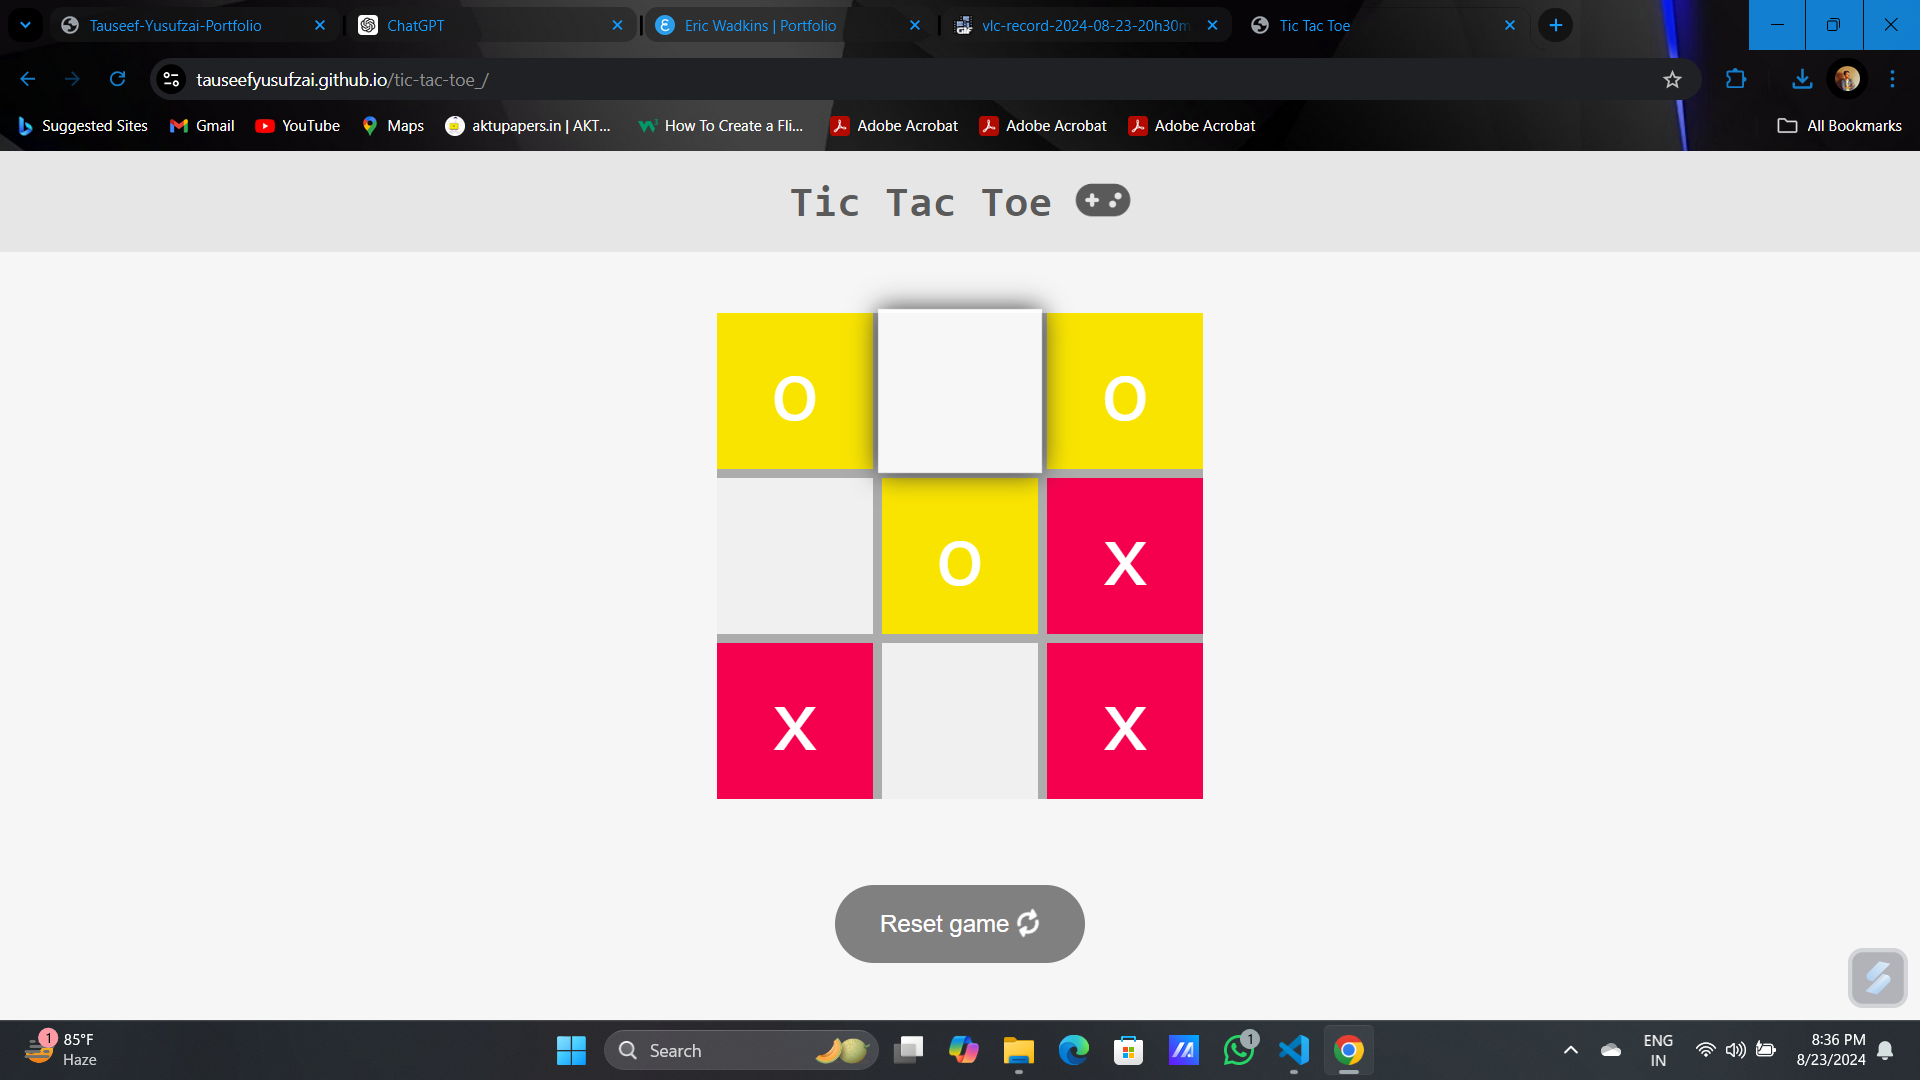 Tauseef-Yusufzai-Portfolio
ChatGPT
Eric Wadkins | Portfolio
vlc-record-2024-08-23-20h30m
Tic Tac Toe
tauseefyusufzai.github.io/tic-tac-toe_/
Suggested Sites
Gmail
YouTube
Maps
aktupapers.in | AKT...
How To Create a Fli...
Adobe Acrobat
Adobe Acrobat
Adobe Acrobat
All Bookmarks
Tic Tac Toe
O O
O X
X X
Reset game
1
85°F
Haze
Search
1
ENG
IN
8:36 PM
8/23/2024